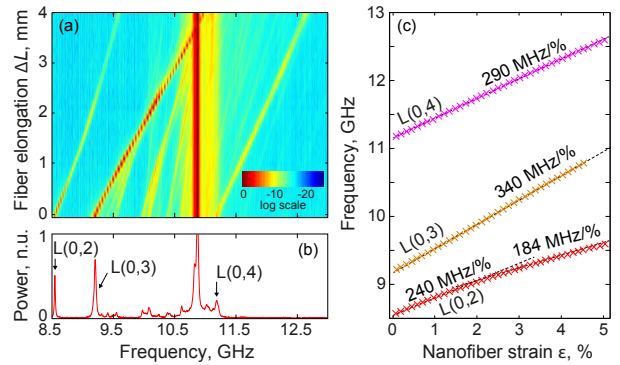 (a)
Fiber elongation ΔL, mm
4
3
2
1
0
0 -10 -20
log scale
(b)
Power, n.u.
1
0
L(0,2)
L(0,3)
L(0,4)
8.5 9.5 10.5 11.5 12.5
Frequency, GHz
(c)
Frequency, GHz
13
12
11
10
9
L(0,4)
290 MHz/%
L(0,3)
340 MHz/%
240 MHz/%
184 MHz/%
L(0,2)
0 1 2 3 4 5
Nanofiber strain ε, %